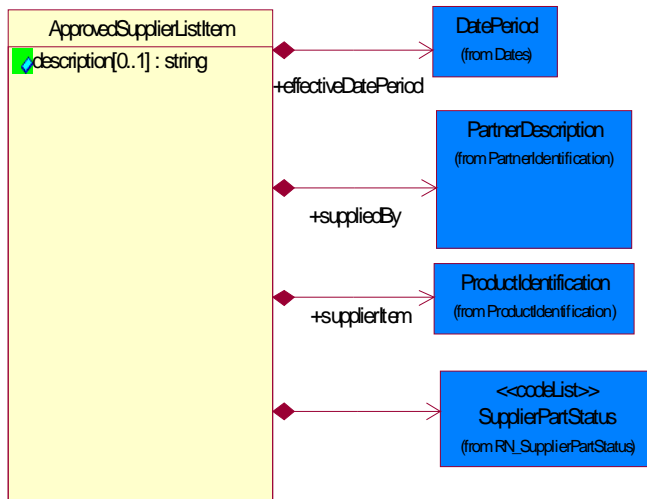 ApprovedSupplierListItem
description[0..1] : string
DatePeriod
(from Dates)
+effectiveDatePeriod
PartnerDescription
(from PartnerIdentification)
+suppliedBy
ProductIdentification
(from ProductIdentification)
+supplierItem
<<codeList>>
SupplierPartStatus
(from RN_SupplierPartStatus)